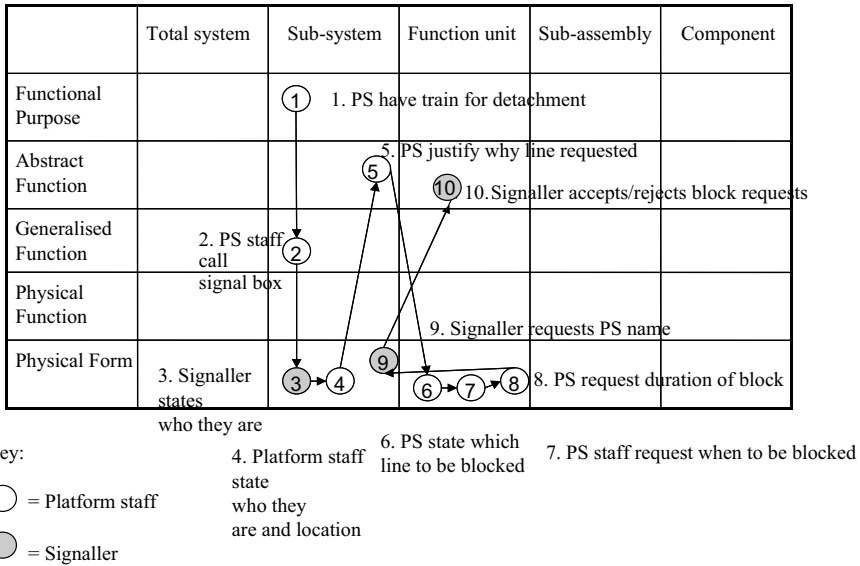 Total system Sub-system Function unit Sub-assembly Component
Functional
Purpose
1
1. PS have train for detachment
Abstract
Function
5. PS justify why line requested
5
10
10.Signaller accepts/rejects block requests
Generalised
Function
2. PS staff
call
signal box
2
Physical
Function
9. Signaller requests PS name
Physical Form
9
3. Signaller
states
who they are
3 4 6 7 8
8. PS request duration of block
4. Platform staff
state
who they
are and location
6. PS state which
line to be blocked
7. PS staff request when to be blocked
ey:
= Platform staff
= Signaller